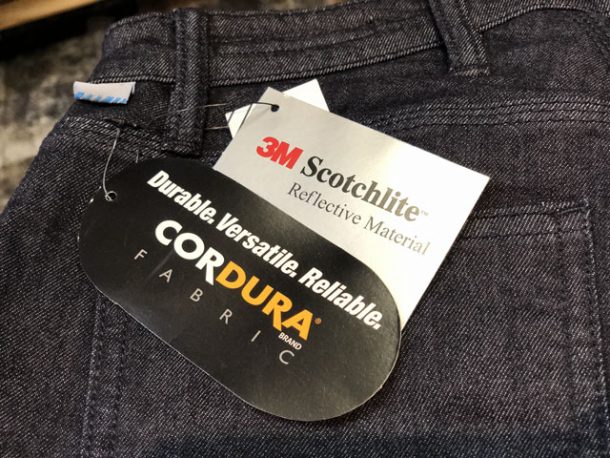 3M Scotchlite™
Reflective Material
Durable. Versatile. Reliable.
CORDURA®
BRAND
FABRIC